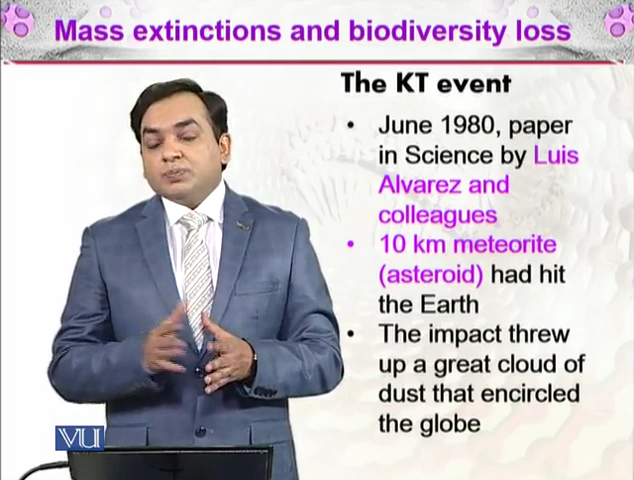 Mass extinctions and biodiversity loss
The KT event
• June 1980, paper
in Science by Luis
Alvarez and
colleagues
• 10 km meteorite
(asteroid) had hit
the Earth
• The impact threw
up a great cloud of
dust that encircled
the globe
VU